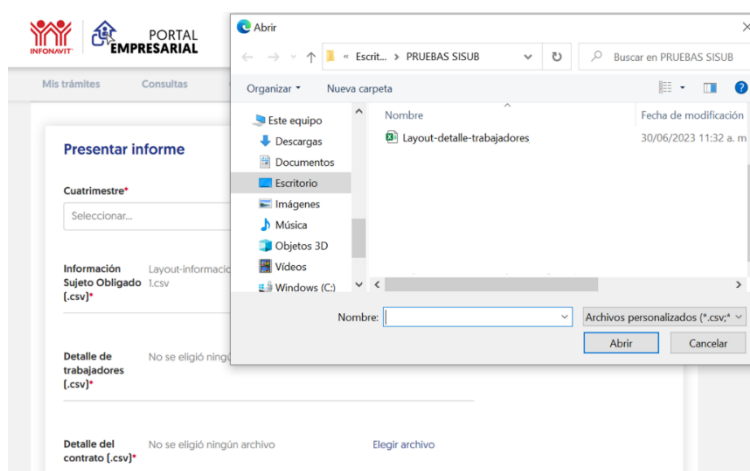 INFONAVIT
PORTAL
EMPRESARIAL
Mis trámites Consultas
Presentar informe
Cuatrimestre*
Seleccionar...
Información
Sujeto Obligado
[.csv]*
Layout-informació
1.csv
Detalle de
trabajadores
[.csv]*
No se eligió ningú
Detalle del
contrato [.csv]*
No se eligió ningún archivo
Elegir archivo
Abrir
« Escrit... > PRUEBAS SISUB
Buscar en PRUEBAS SISUB
Organizar
Nueva carpeta
Este equipo
Descargas
Documentos
Escritorio
Imágenes
Música
Objetos 3D
Vídeos
Windows (C:)
Nombre
Fecha de modificación
Layout-detalle-trabajadores
30/06/2023 11:32 a. m
Nombre:
Archivos personalizados (*.csv;*
Abrir
Cancelar